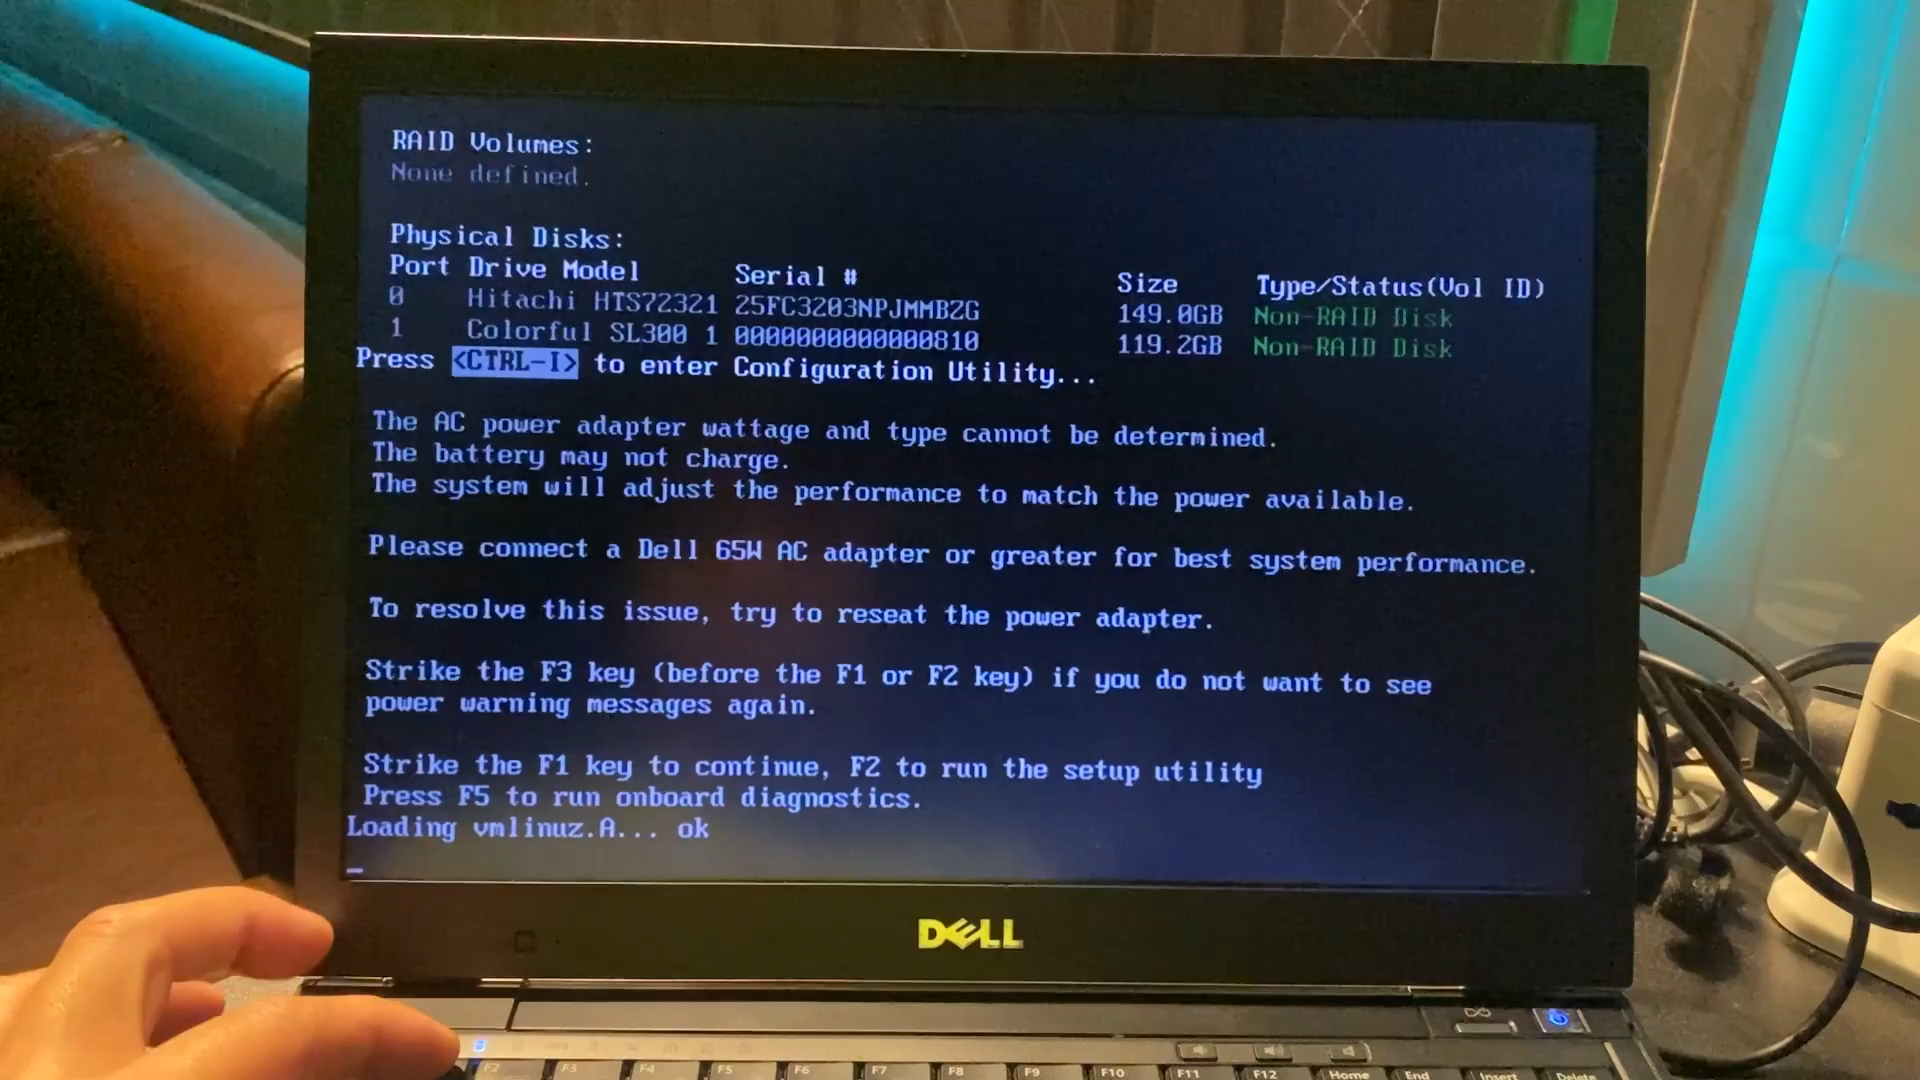 RAID Volumes:
None defined.
Physical Disks:
Port Drive Model Serial # Size Type/Status(Vol ID)
0 Hitachi HTS72321 25FC3203NPJMMBZG 149.0GB Non-RAID Disk
1 Colorful SL300 1 0000000000000810 119.2GB Non-RAID Disk
Press <CTRL-I> to enter Configuration Utility...
The AC power adapter wattage and type cannot be determined.
The battery may not charge.
The system will adjust the performance to match the power available.
Please connect a Dell 65W AC adapter or greater for best system performance.
To resolve this issue, try to reseat the power adapter.
Strike the F3 key (before the F1 or F2 key) if you do not want to see
power warning messages again.
Strike the F1 key to continue, F2 to run the setup utility
Press F5 to run onboard diagnostics.
Loading vmlinuz.A... ok
DELL
F2 F3 F4 F5 F6 F7 F8 F9 F10 F11 F12 Home End Insert Delete